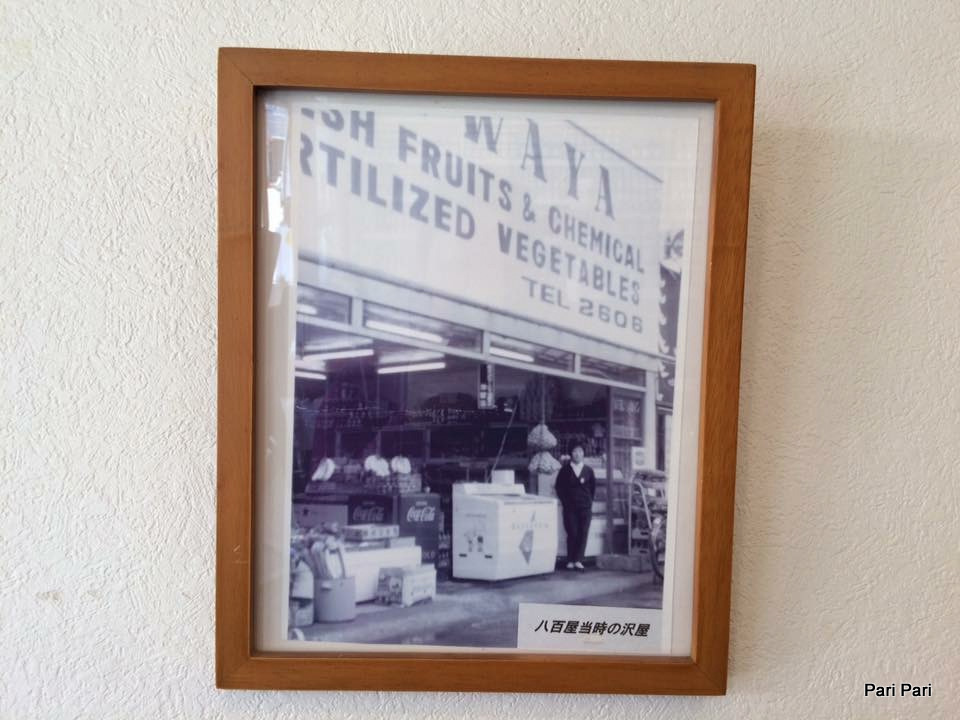 WAYA
SH FRUITS & CHEMICAL
RTILIZED VEGETABLES
TEL 2606
Coca-Cola
Coca-Cola
八百屋当時の沢屋
Pari Pari